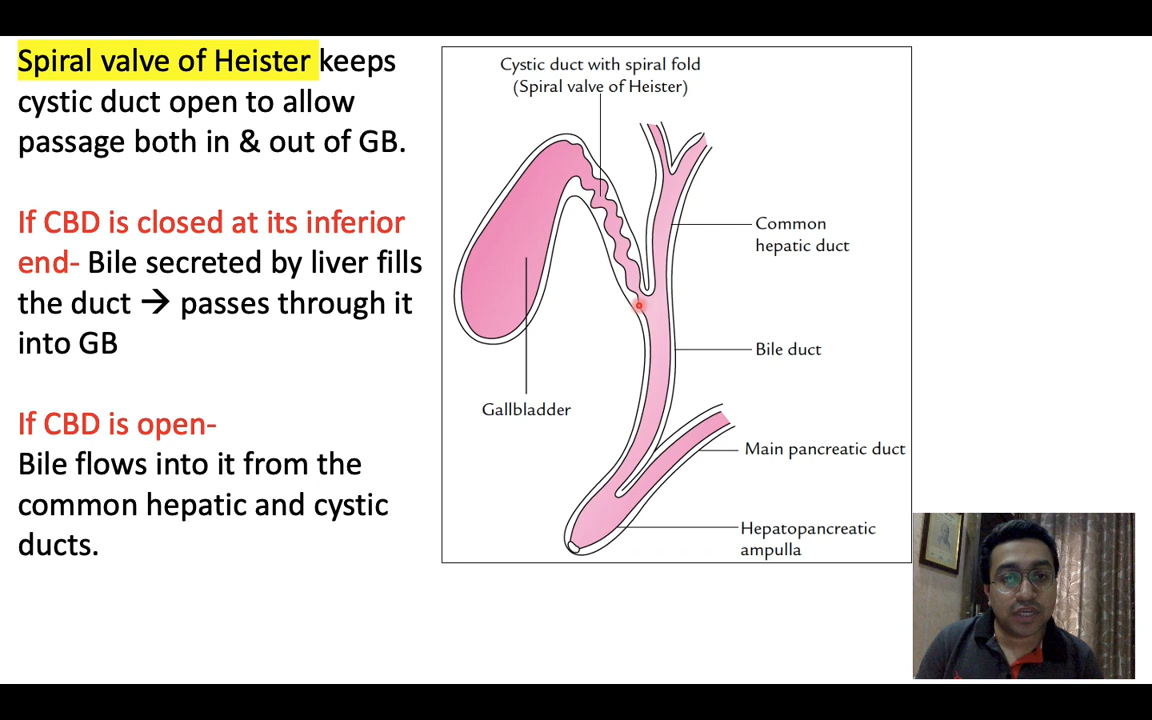 Spiral valve of Heister keeps
cystic duct open to allow
passage both in & out of GB.
If CBD is closed at its inferior
end- Bile secreted by liver fills
the duct → passes through it
into GB
If CBD is open-
Bile flows into it from the
common hepatic and cystic
ducts.
Cystic duct with spiral fold
(Spiral valve of Heister)
Common
hepatic duct
Bile duct
Gallbladder
Main pancreatic duct
Hepatopancreatic
ampulla